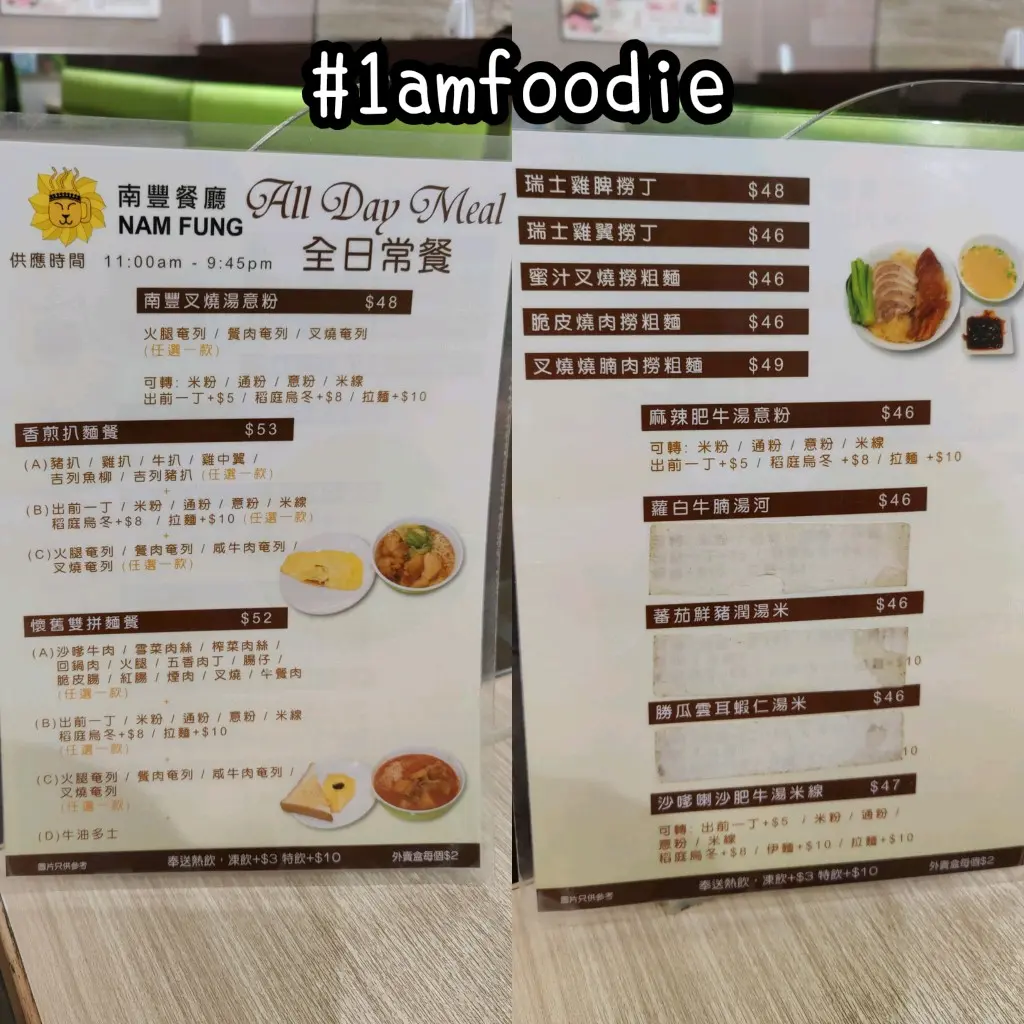 #1amfoodie
南豐餐廳
NAM FUNG
All Day Meal
全日常餐
供應時間 11:00am - 9:45pm
南豐叉燒湯意粉 $48
火腿奄列 / 餐肉奄列 / 叉燒奄列
(任選一款)
可轉: 米粉 / 通粉 / 意粉 / 米線
出前一丁+$5 / 稻庭烏冬+$8 / 拉麵+$10
香煎扒麵餐 $53
(A)豬扒 / 雞扒 / 牛扒 / 雞中翼 /
吉列魚柳 / 吉列豬扒 (任選一款)
+
(B)出前一丁 / 米粉 / 通粉 / 意粉 / 米線
稻庭烏冬+$8 / 拉麵+$10 (任選一款)
+
(C)火腿奄列 / 餐肉奄列 / 咸牛肉奄列 /
叉燒奄列 (任選一款)
懷舊雙拼麵餐 $52
(A)沙嗲牛肉 / 雪菜肉絲 / 榨菜肉絲 /
回鍋肉 / 火腿 / 五香肉丁 / 腸仔 /
脆皮腸 / 紅腸 / 煙肉 / 叉燒 / 午餐肉
(任選一款)
+
(B)出前一丁 / 米粉 / 通粉 / 意粉 / 米線
稻庭烏冬+$8 / 拉麵+$10
(任選一款)
+
(C)火腿奄列 / 餐肉奄列 / 咸牛肉奄列 /
叉燒奄列
(任選一款)
(D)牛油多士
圖片只供參考 奉送熱飲，凍飲+$3 特飲+$10 外賣盒每個$2
瑞士雞脾撈丁 $48
瑞士雞翼撈丁 $46
蜜汁叉燒撈粗麵 $46
脆皮燒肉撈粗麵 $46
叉燒燒腩肉撈粗麵 $49
麻辣肥牛湯意粉 $46
可轉: 米粉 / 通粉 / 意粉 / 米線
出前一丁+$5 / 稻庭烏冬 +$8 / 拉麵 +$10
蘿白牛腩湯河 $46
蕃茄鮮豬潤湯米 $46
勝瓜雲耳蝦仁湯米 $46
沙嗲喇沙肥牛湯米線 $47
可轉: 出前一丁+$5 / 米粉 / 通粉 /
意粉 / 米線
稻庭烏冬+$8 / 伊麵+$10 / 拉麵+$10
圖片只供參考 奉送熱飲，凍飲+$3 特飲+$10 外賣盒每個$2